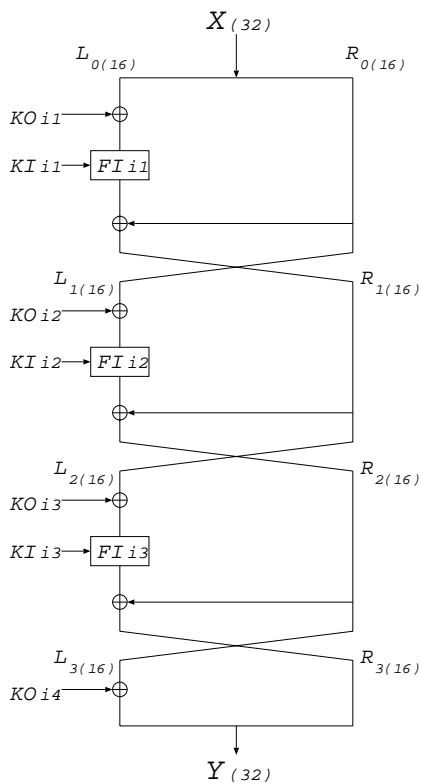 X(32)
L0(16) R0(16)
KOi1
KIi1 FIi1
L1(16) R1(16)
KOi2
KIi2 FIi2
L2(16) R2(16)
KOi3
KIi3 FIi3
L3(16) R3(16)
KOi4
Y(32)